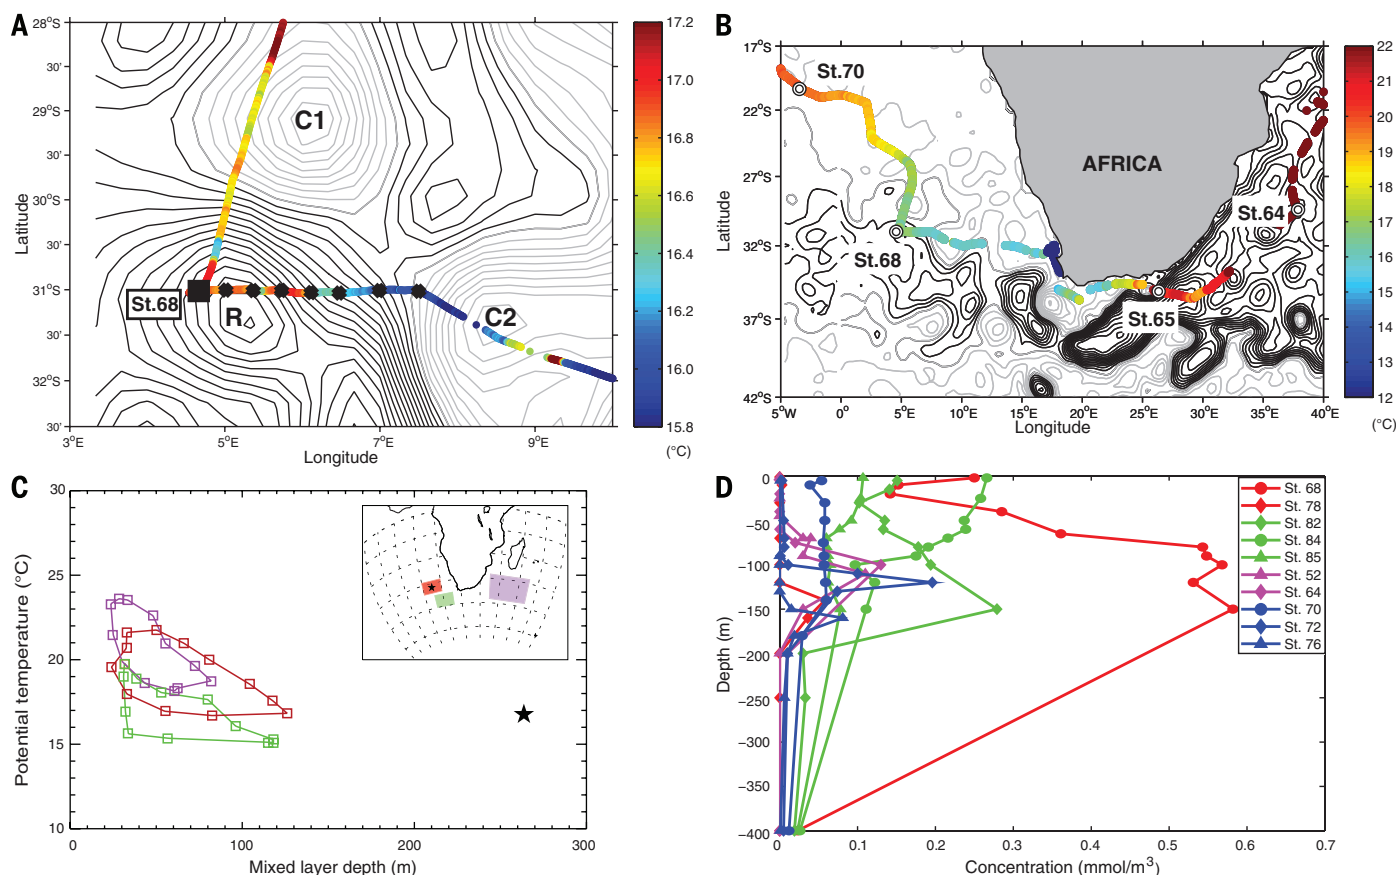 A
28°S
30'
29°S
30'
30°S
30'
31°S
30'
32°S
30'
3°E
5°E
7°E
9°E
Latitude
Longitude
C1
C2
R
St.68
17.2
17.0
16.8
16.6
16.4
16.2
16.0
15.8
(°C)
B
17°S
22°S
27°S
32°S
37°S
42°S
5°W
0°
5°E
10°E
15°E
20°E
25°E
30°E
35°E
40°E
Latitude
Longitude
St.70
AFRICA
St.64
St.68
St.65
22
21
20
19
18
17
16
15
14
13
12
(°C)
C
30
25
20
15
10
0
100
200
300
Potential temperature (°C)
Mixed layer depth (m)
D
0
−50
−100
−150
−200
−250
−300
−350
−400
0
0.1
0.2
0.3
0.4
0.5
0.6
0.7
Depth (m)
Concentration (mmol/m³)
St. 68
St. 78
St. 82
St. 84
St. 85
St. 52
St. 64
St. 70
St. 72
St. 76